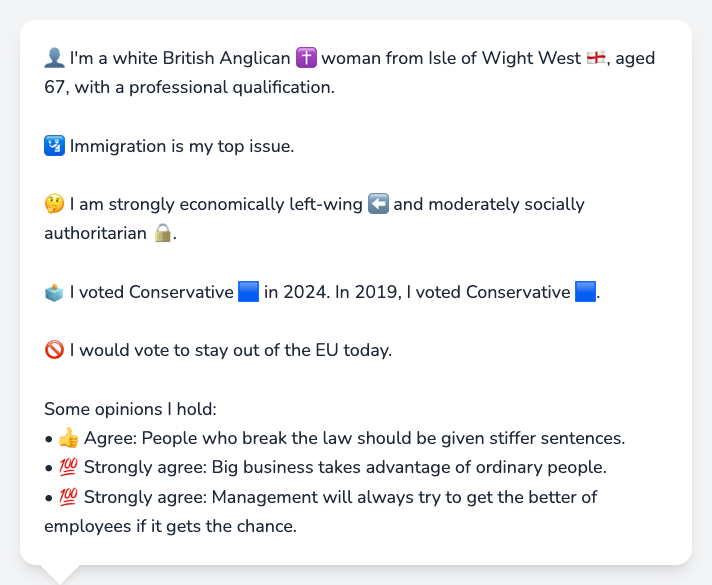 👤 I'm a white British Anglican ✝️ woman from Isle of Wight West 🏴󠁧󠁢󠁥󠁮󠁧󠁿, aged
67, with a professional qualification.
🛂 Immigration is my top issue.
🤔 I am strongly economically left-wing ⬅️ and moderately socially
authoritarian 🔒.
🗳️ I voted Conservative 🟦 in 2024. In 2019, I voted Conservative 🟦.
🚫 I would vote to stay out of the EU today.
Some opinions I hold:
• 👍 Agree: People who break the law should be given stiffer sentences.
• 💯 Strongly agree: Big business takes advantage of ordinary people.
• 💯 Strongly agree: Management will always try to get the better of
employees if it gets the chance.